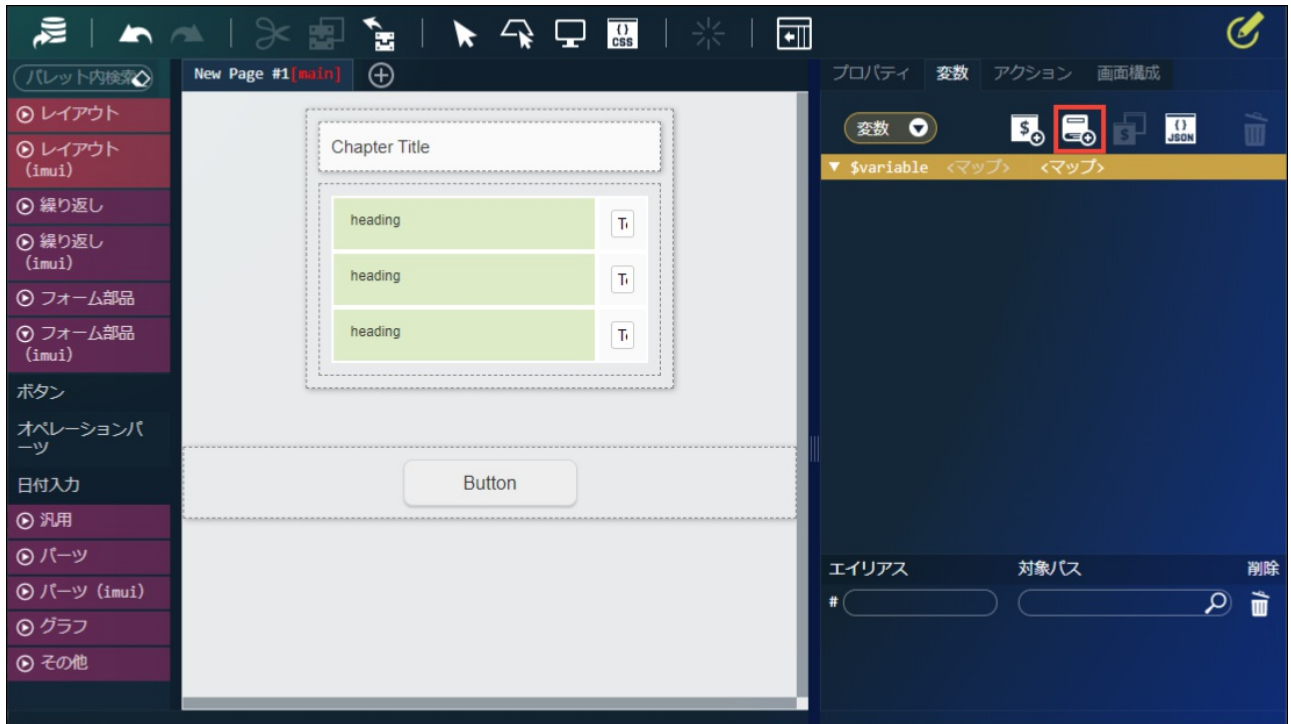 {} CSS
パレット内検索
New Page #1[main]
プロパティ 変数 アクション 画面構成
レイアウト
レイアウト
(imui)
繰り返し
繰り返し
(imui)
フォーム部品
フォーム部品
(imui)
ボタン
オペレーションパ
ーツ
日付入力
汎用
パーツ
パーツ (imui)
グラフ
その他
Chapter Title
heading
heading
heading
Button
変数
$
$
{} JSON
$variable <マップ> <マップ>
エイリアス 対象パス 削除
#